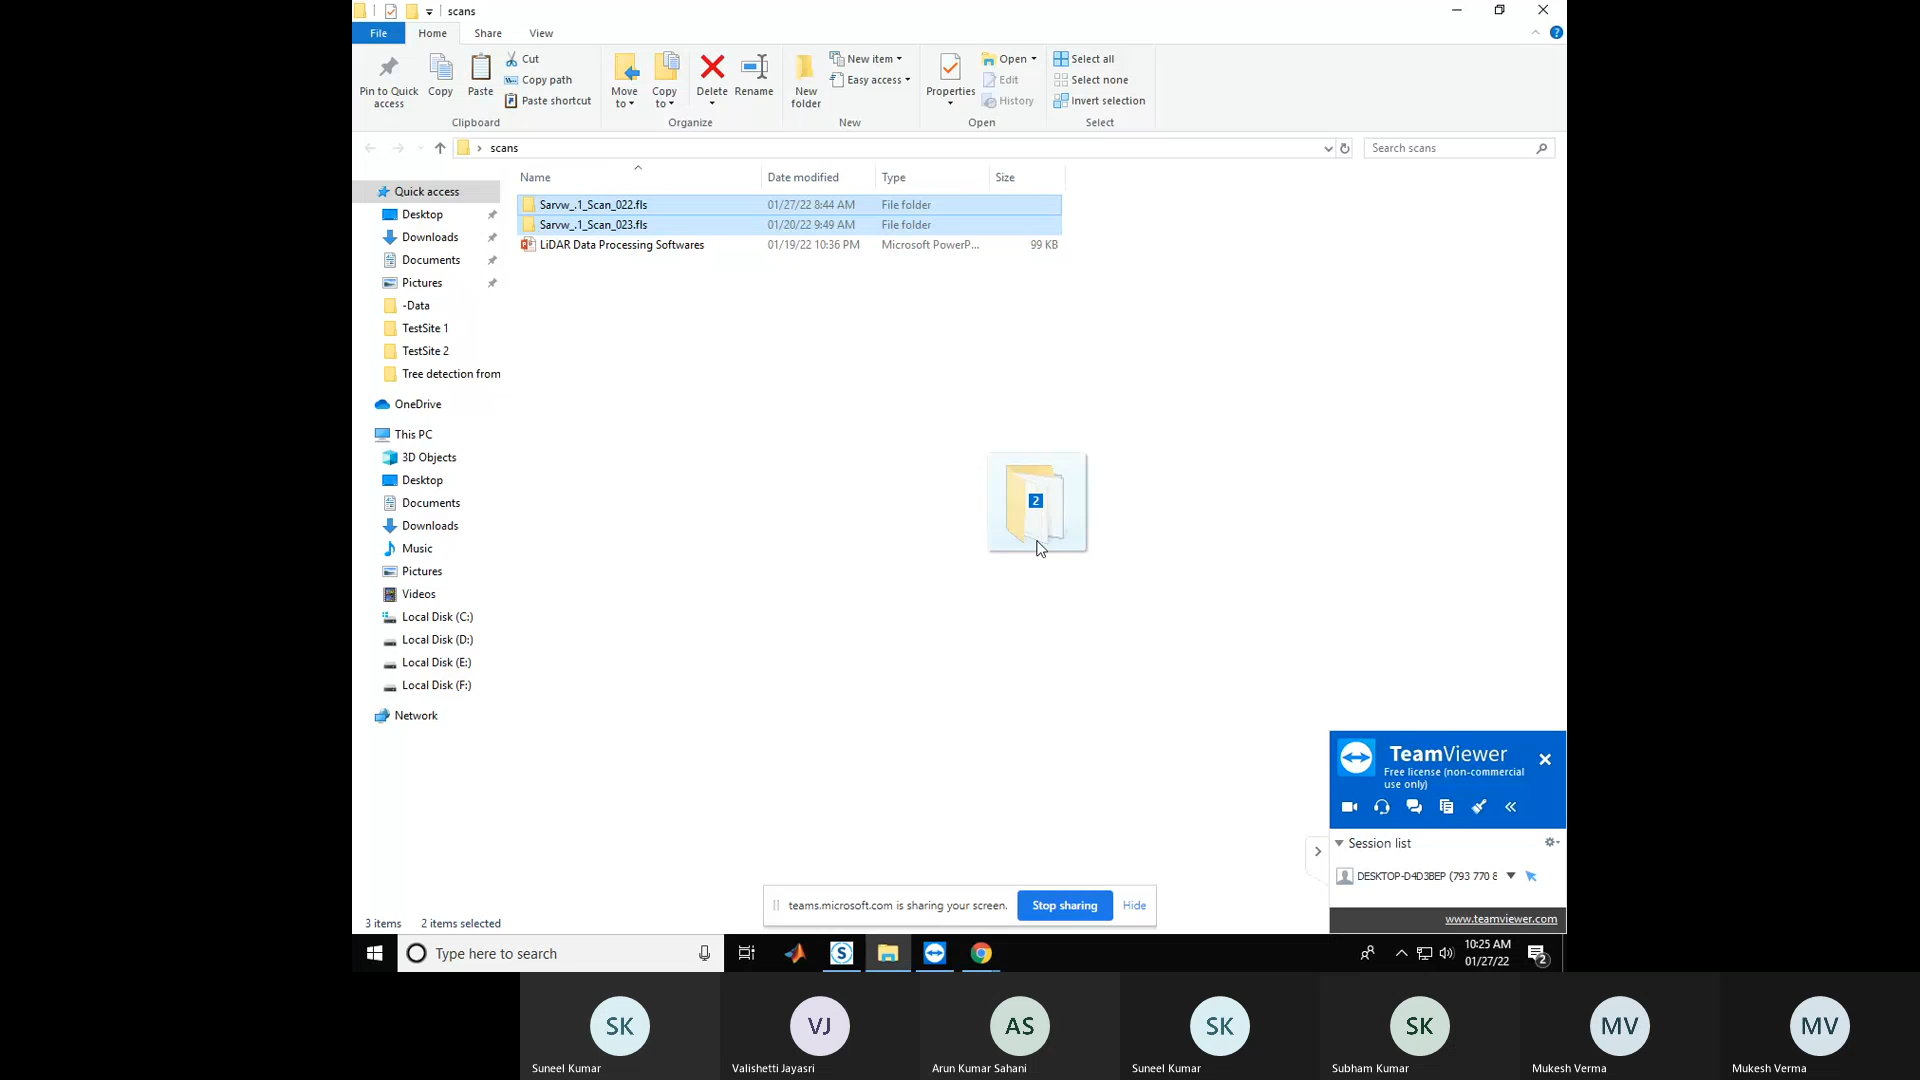 scans
File Home Share View
Pin to Quick access
Copy
Paste
Cut
Copy path
Paste shortcut
Clipboard
Move to
Copy to
Delete
Rename
Organize
New folder
New item
Easy access
New
Properties
Open
Edit
History
Open
Select all
Select none
Invert selection
Select
scans
Search scans
Name Date modified Type Size
Sarvw_.1_Scan_022.fls 01/27/22 8:44 AM File folder
Sarvw_.1_Scan_023.fls 01/20/22 9:49 AM File folder
LiDAR Data Processing Softwares 01/19/22 10:36 PM Microsoft PowerP... 99 KB
Quick access
Desktop
Downloads
Documents
Pictures
-Data
TestSite 1
TestSite 2
Tree detection from
OneDrive
This PC
3D Objects
Desktop
Documents
Downloads
Music
Pictures
Videos
Local Disk (C:)
Local Disk (D:)
Local Disk (E:)
Local Disk (F:)
Network
2
TeamViewer
Free license (non-commercial
use only)
Session list
DESKTOP-D4D3BEP (793 770 8
www.teamviewer.com
teams.microsoft.com is sharing your screen. Stop sharing Hide
3 items 2 items selected
Type here to search
S
10:25 AM
01/27/22
2
SK VJ AS SK SK MV MV
Suneel Kumar Valishetti Jayasri Arun Kumar Sahani Suneel Kumar Subham Kumar Mukesh Verma Mukesh Verma